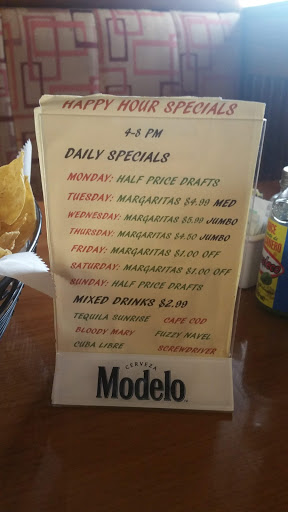 HAPPY HOUR SPECIALS
4-8 PM
DAILY SPECIALS
MONDAY: HALF PRICE DRAFTS
TUESDAY: MARGARITAS $4.99 MED
WEDNESDAY: MARGARITAS $5.99 JUMBO
THURSDAY: MARGARITAS $4.50 JUMBO
FRIDAY: MARGARITAS $1.00 OFF
SATURDAY: MARGARITAS $1.00 OFF
SUNDAY: HALF PRICE DRAFTS
MIXED DRINKS $2.99
TEQUILA SUNRISE CAPE COD
BLOODY MARY FUZZY NAVEL
CUBA LIBRE SCREWDRIVER
CERVEZA
Modelo